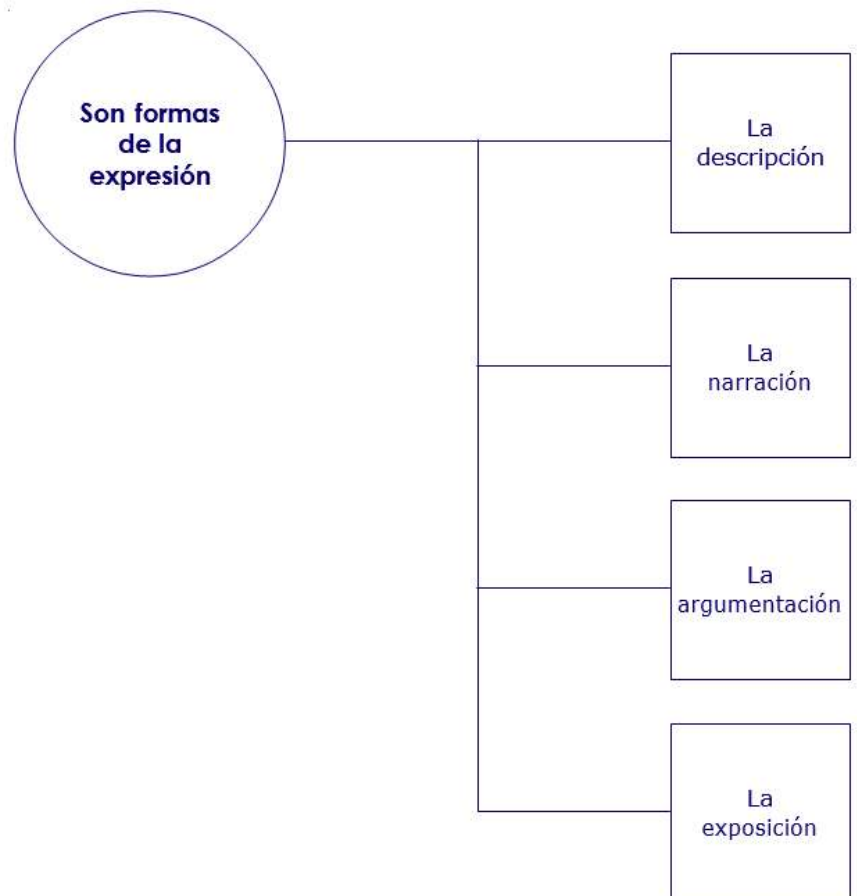 Son formas
de la
expresión
La
descripción
La
narración
La
argumentación
La
exposición